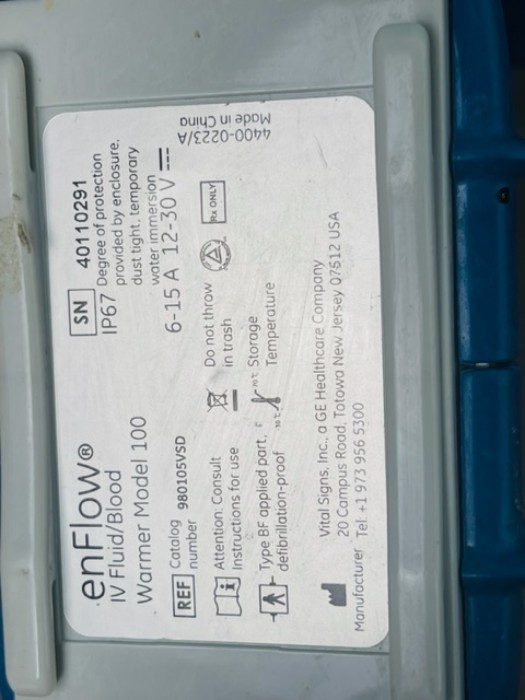 enFlow®
IV Fluid/Blood
Warmer Model 100
SN 40110291
IP67 Degree of protection
provided by enclosure,
dust tight, temporary
water immersion
6-15 A 12-30 V
REF Catalog
number 980105VSD
Attention: Consult
Instructions for use
Do not throw
in trash
Rx ONLY
Type BF applied part,
defibrillation-proof
Storage
Temperature
Manufacturer
Vital Signs, Inc., a GE Healthcare Company
20 Campus Road, Totowa New Jersey 07512 USA
Tel: +1 973 956 5300
4400-0223/A
Made in China